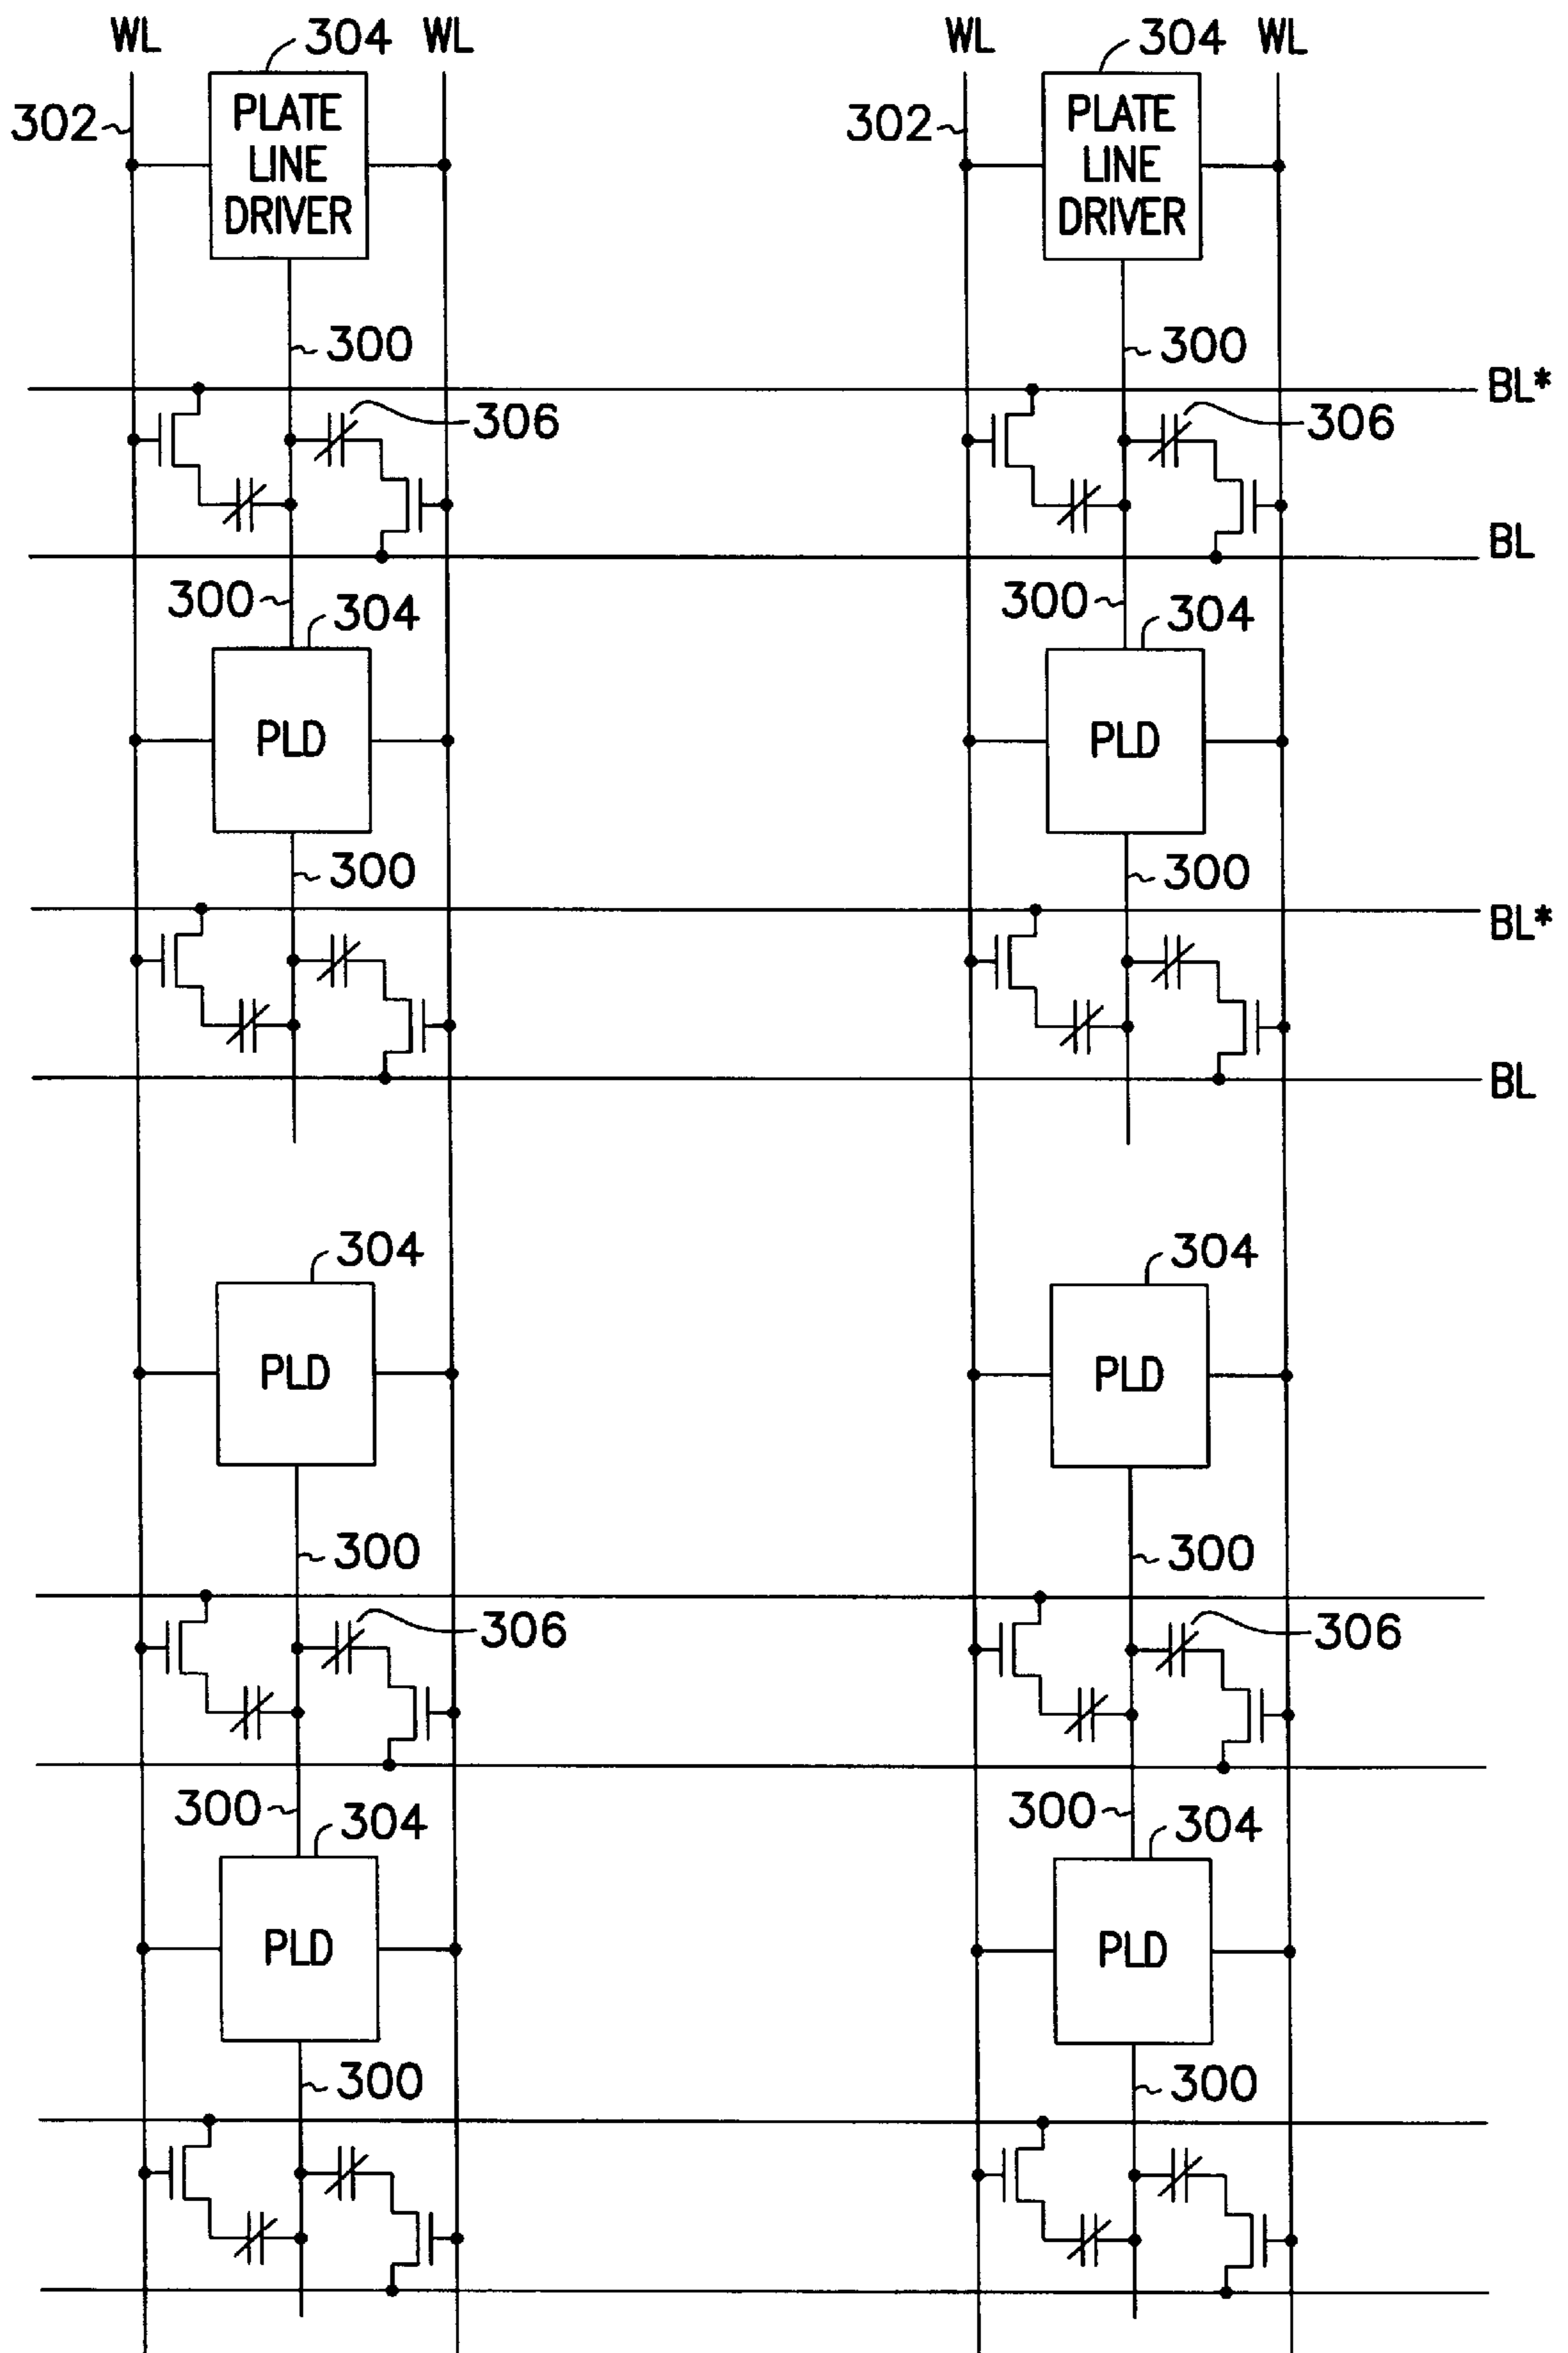 WL 304 WL WL 304 WL
302 PLATE LINE DRIVER 302 PLATE LINE DRIVER
300 300
BL*
306 306
BL
300 304 300 304
PLD PLD
300 300
BL*
BL
304 304
PLD PLD
300 300
306 306
300 304 300 304
PLD PLD
300 300